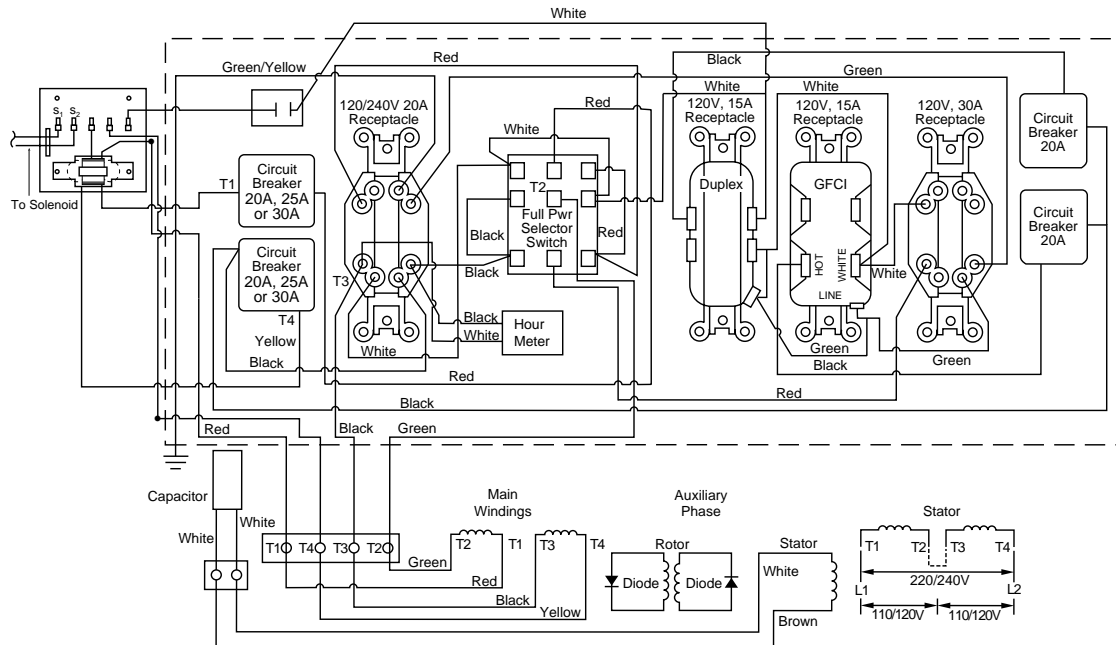 White
Red
Black
Green/Yellow
White
White
Green
S1 S2
120/240V 20A
Receptacle
Red
120V, 15A
Receptacle
120V, 15A
Receptacle
120V, 30A
Receptacle
Circuit
Breaker
20A
White
To Solenoid
T1
Circuit
Breaker
20A, 25A
or 30A
T2
Full Pwr
Selector
Switch
Duplex
GFCI
Circuit
Breaker
20A
Black
Red
HOT
WHITE
White
T3
Circuit
Breaker
20A, 25A
or 30A
Black
LINE
T4
Yellow
Black
White
Hour
Meter
White
Green
Black
Green
Black
Red
Red
Black
Red
Black
Green
Capacitor
White
White
Main
Windings
Auxiliary
Phase
Stator
T1
T4
T3
T2
T2
T1
T3
T4
Green
Red
Black
Yellow
Rotor
Diode
Diode
Stator
White
Brown
T1
T2
T3
T4
220/240V
L1
L2
110/120V
110/120V